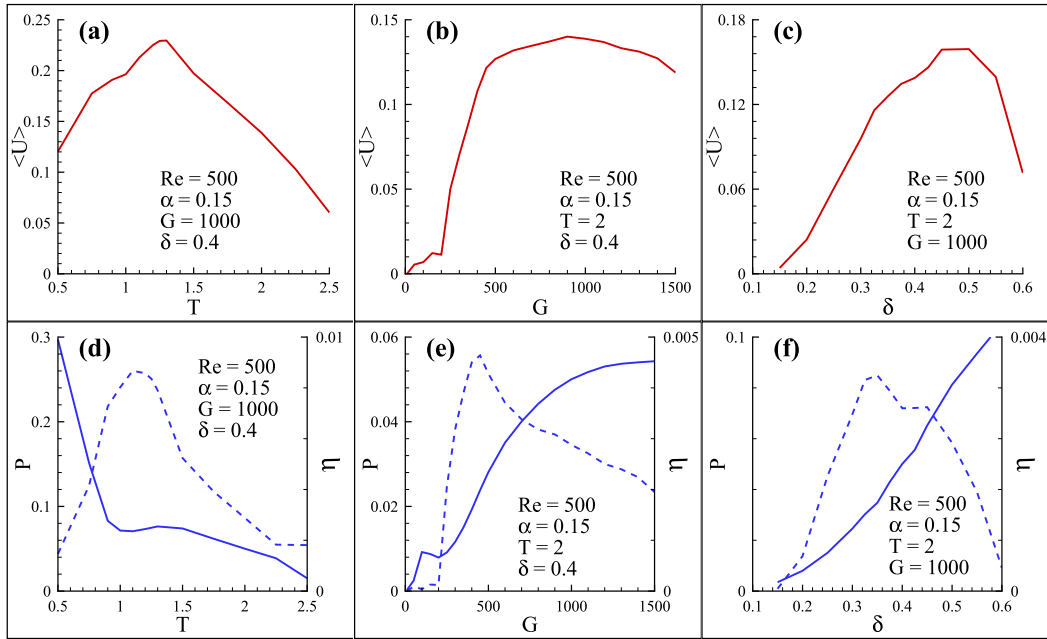 (a)
0.25
0.2
0.15
0.1
0.05
0
<U>
Re = 500
α = 0.15
G = 1000
δ = 0.4
0.5 1 1.5 2 2.5
T
(b)
0.15
0.1
0.05
0
<U>
Re = 500
α = 0.15
T = 2
δ = 0.4
0 500 1000 1500
G
(c)
0.18
0.12
0.06
0
<U>
Re = 500
α = 0.15
T = 2
G = 1000
0.1 0.2 0.3 0.4 0.5 0.6
δ
(d)
0.3
0.2
0.1
0
P
Re = 500
α = 0.15
G = 1000
δ = 0.4
0.01
0
η
0.5 1 1.5 2 2.5
T
(e)
0.06
0.04
0.02
0
P
Re = 500
α = 0.15
T = 2
δ = 0.4
0.005
0
η
0 500 1000 1500
G
(f)
0.1
0
P
Re = 500
α = 0.15
T = 2
G = 1000
0.004
0
η
0.1 0.2 0.3 0.4 0.5 0.6
δ